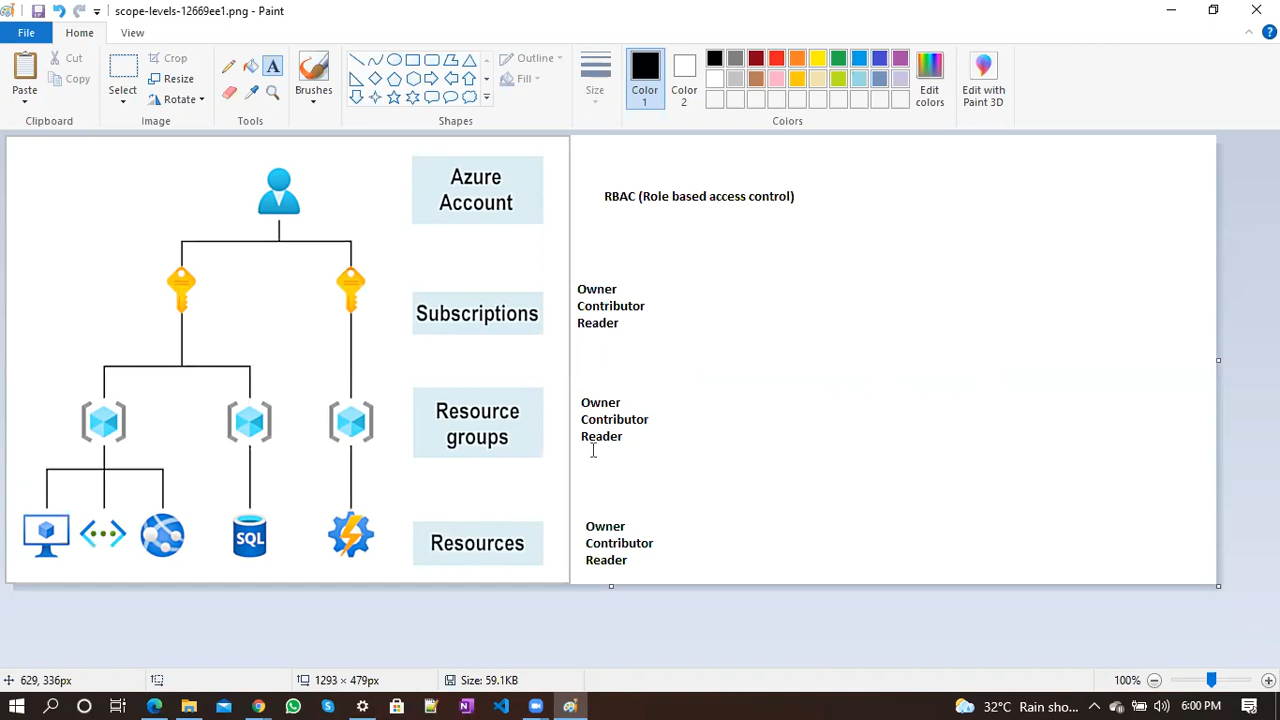 scope-levels-12669ee1.png - Paint
File
Home
View
Paste
Cut
Copy
Clipboard
Select
Crop
Resize
Rotate
Image
A
Tools
Brushes
Outline
Fill
Shapes
Size
Color
1
Color
2
Edit
colors
Edit with
Paint 3D
Colors
Azure
Account
RBAC (Role based access control)
Subscriptions
Owner
Contributor
Reader
Resource
groups
Owner
Contributor
Reader
SQL
Resources
Owner
Contributor
Reader
629, 336px
1293 × 479px
Size: 59.1KB
100%
32°C Rain sho...
6:00 PM